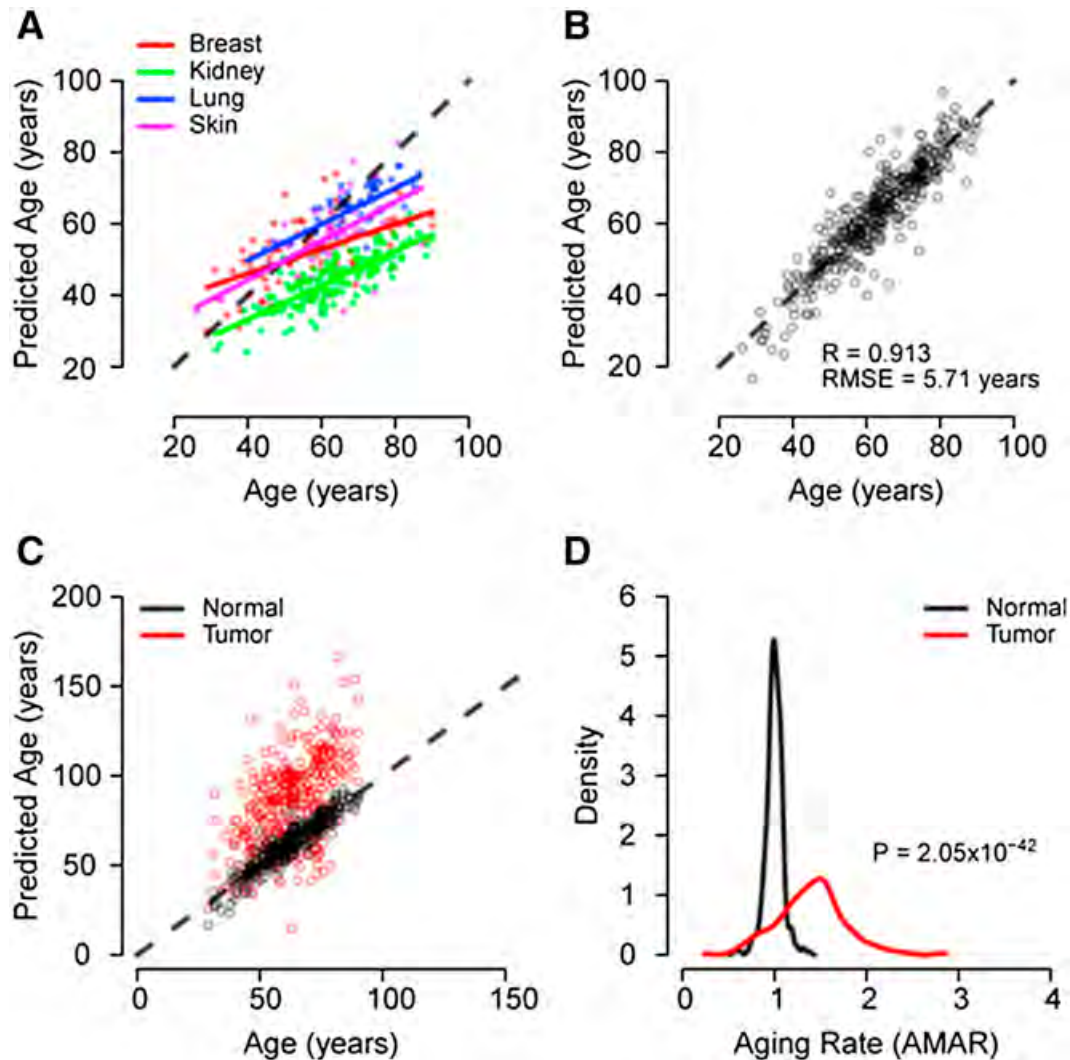 A
Breast
Kidney
Lung
Skin
100
80
60
40
20
Predicted Age (years)
20 40 60 80 100
Age (years)
B
100
80
60
40
20
Predicted Age (years)
R = 0.913
RMSE = 5.71 years
20 40 60 80 100
Age (years)
C
Normal
Tumor
200
150
100
50
0
Predicted Age (years)
0 50 100 150
Age (years)
D
Normal
Tumor
6
5
4
3
2
1
0
Density
P = 2.05x10⁻⁴²
0 1 2 3 4
Aging Rate (AMAR)